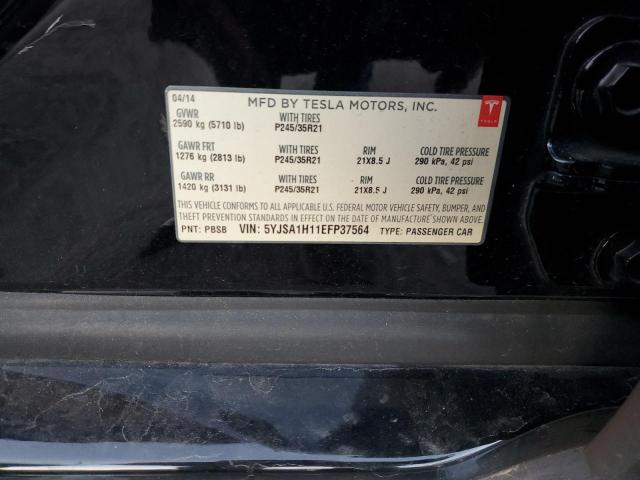 04/14
MFD BY TESLA MOTORS, INC.
TESLA
GVWR WITH TIRES
2590 kg (5710 lb) P245/35R21
GAWR FRT WITH TIRES RIM COLD TIRE PRESSURE
1276 kg (2813 lb) P245/35R21 21X8.5 J 290 kPa, 42 psi
GAWR RR WITH TIRES RIM COLD TIRE PRESSURE
1420 kg (3131 lb) P245/35R21 21X8.5 J 290 kPa, 42 psi
THIS VEHICLE CONFORMS TO ALL APPLICABLE U.S. FEDERAL MOTOR VEHICLE SAFETY, BUMPER, AND
THEFT PREVENTION STANDARDS IN EFFECT ON THE DATE OF MANUFACTURE SHOWN ABOVE.
PNT: PBSB VIN: 5YJSA1H11EFP37564 TYPE: PASSENGER CAR